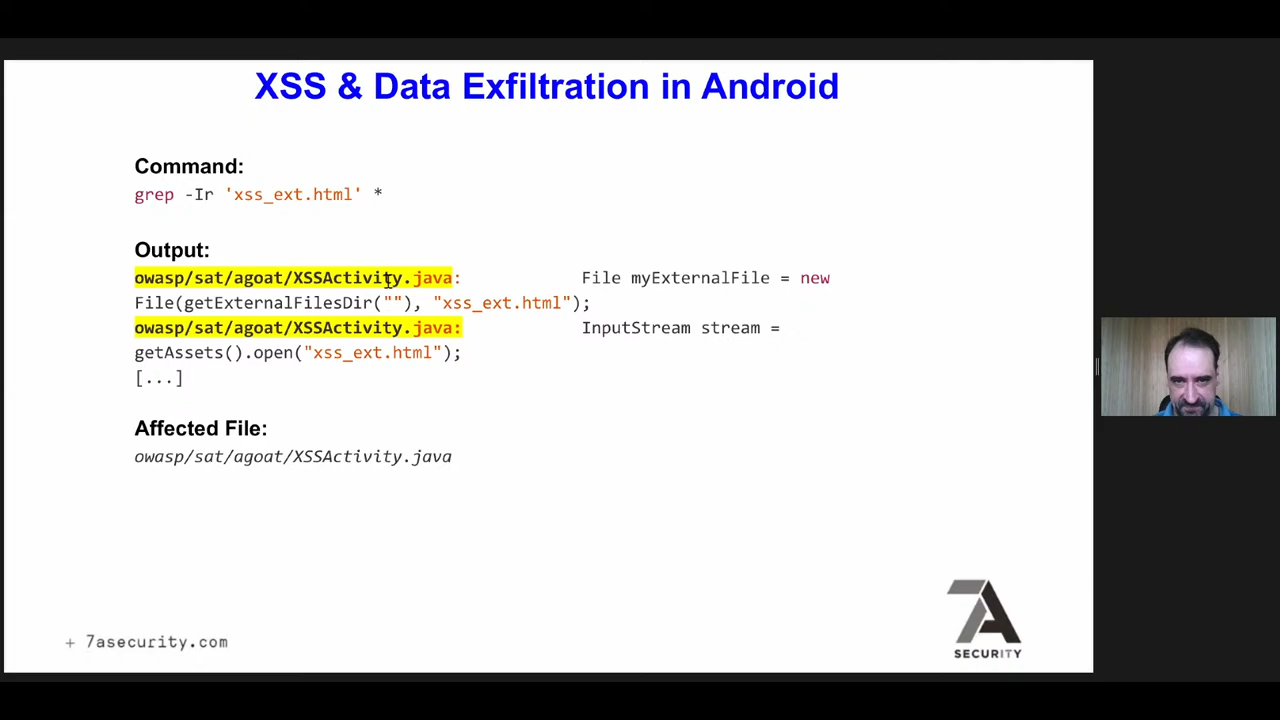 XSS & Data Exfiltration in Android
Command:
grep -Ir 'xss_ext.html' *
Output:
owasp/sat/agoat/XSSActivity.java: File myExternalFile = new
File(getExternalFilesDir(""), "xss_ext.html");
owasp/sat/agoat/XSSActivity.java: InputStream stream =
getAssets().open("xss_ext.html");
[...]
Affected File:
owasp/sat/agoat/XSSActivity.java
+ 7asecurity.com
7A
SECURITY